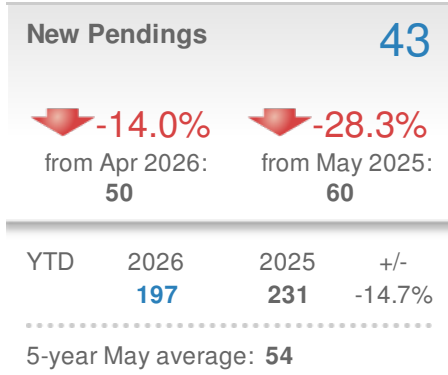 New Pendings 43
-14.0% -28.3%
from Apr 2026: from May 2025:
50 60
YTD 2026 2025 +/-
197 231 -14.7%
5-year May average: 54